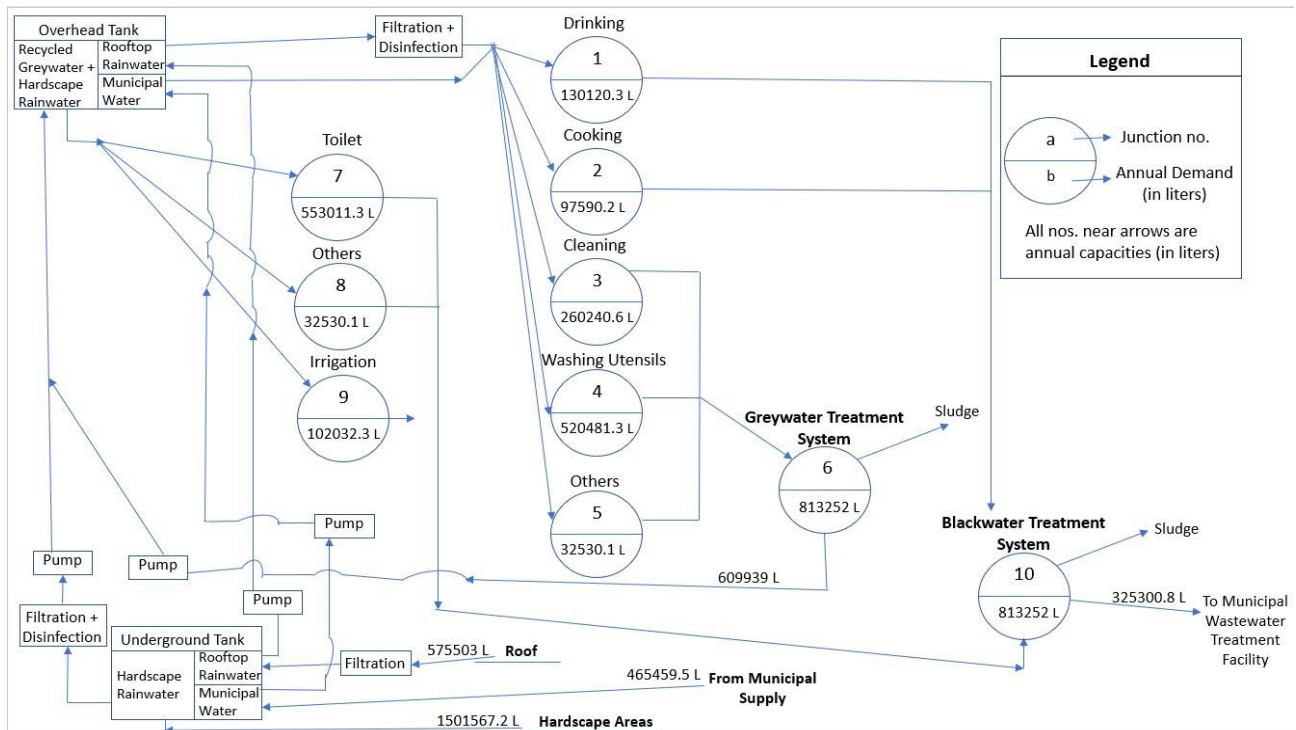 Overhead Tank
Recycled
Greywater +
Hardscape
Rainwater
Rooftop
Rainwater
Municipal
Water
Filtration +
Disinfection
Drinking
1
130120.3 L
Cooking
2
97590.2 L
Cleaning
3
260240.6 L
Washing Utensils
4
520481.3 L
Others
5
32530.1 L
Toilet
7
553011.3 L
Others
8
32530.1 L
Irrigation
9
102032.3 L
Legend
a
Junction no.
b
Annual Demand
(in liters)
All nos. near arrows are
annual capacities (in liters)
Greywater Treatment
System
6
813252 L
Sludge
609939 L
Blackwater Treatment
System
10
813252 L
Sludge
325300.8 L
To Municipal
Wastewater
Treatment
Facility
Pump
Pump
Pump
Pump
Filtration +
Disinfection
Underground Tank
Hardscape
Rainwater
Rooftop
Rainwater
Municipal
Water
Filtration
575503 L
Roof
465459.5 L
From Municipal
Supply
1501567.2 L
Hardscape Areas